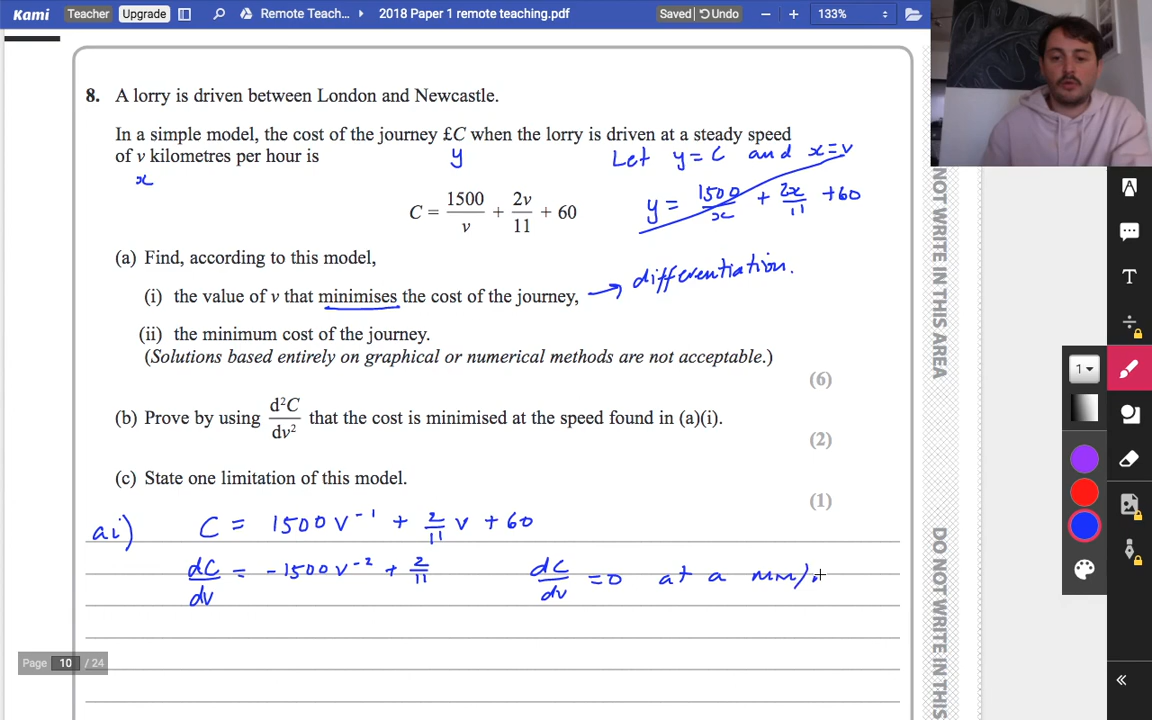 Kami Teacher Upgrade Remote Teach... 2018 Paper 1 remote teaching.pdf Saved Undo − + 133%
8. A lorry is driven between London and Newcastle.
In a simple model, the cost of the journey £C when the lorry is driven at a steady speed
of v kilometres per hour is
y
x
Let y = C and x = v
C = 1500/v + 2v/11 + 60
y = 1500/x + 2x/11 + 60
(a) Find, according to this model,
differentiation.
(i) the value of v that minimises the cost of the journey,
(ii) the minimum cost of the journey.
(Solutions based entirely on graphical or numerical methods are not acceptable.)
(6)
(b) Prove by using d²C/dv² that the cost is minimised at the speed found in (a)(i).
(2)
(c) State one limitation of this model.
(1)
ai) C = 1500v⁻¹ + 2/11 v + 60
dC/dv = -1500v⁻² + 2/11 dC/dv = 0 at a
Page 10 / 24
NOT WRITE IN THIS AREA
DO NOT WRITE IN THIS
T
1